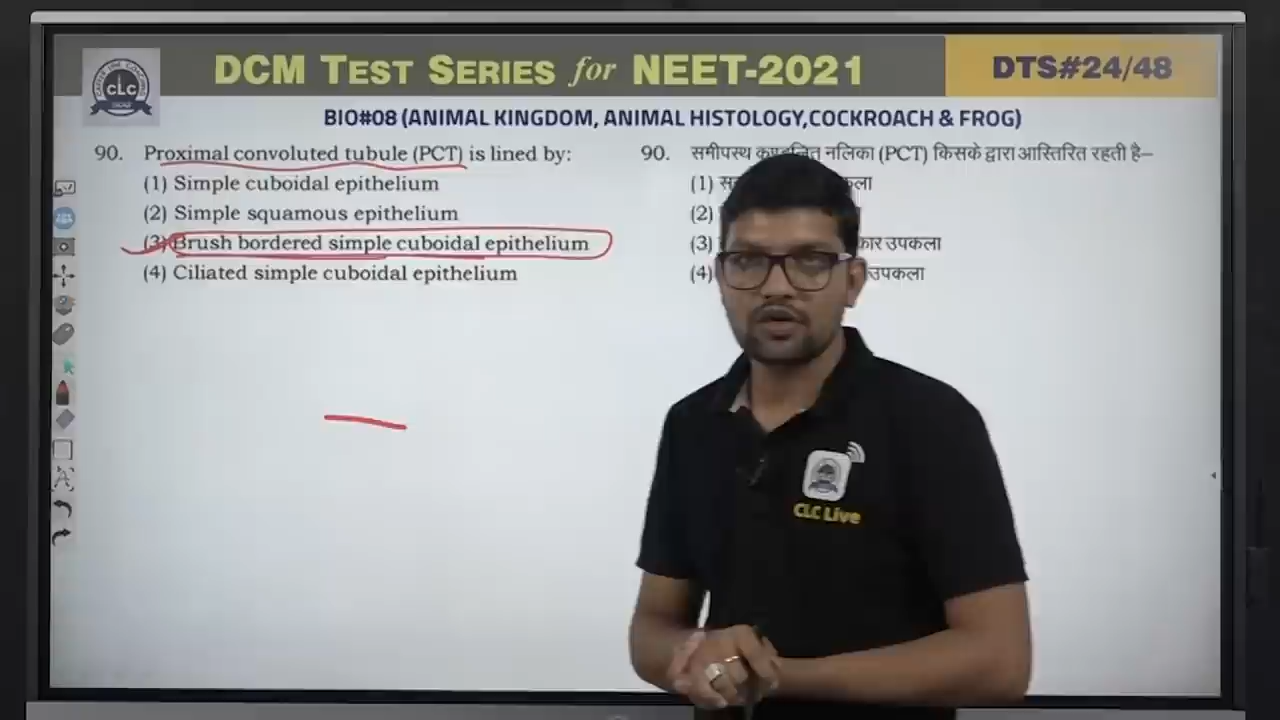 DCM TEST SERIES for NEET-2021
DTS#24/48
CLC
BIO#08 (ANIMAL KINGDOM, ANIMAL HISTOLOGY,COCKROACH & FROG)
90. Proximal convoluted tubule (PCT) is lined by:
(1) Simple cuboidal epithelium
(2) Simple squamous epithelium
(3) Brush bordered simple cuboidal epithelium
(4) Ciliated simple cuboidal epithelium
90. समीपस्थ नलिका (PCT) किसके द्वारा आस्तिरित रहती है–
(1)
(2)
(3) उपकला
(4) उपकला
CLC Live